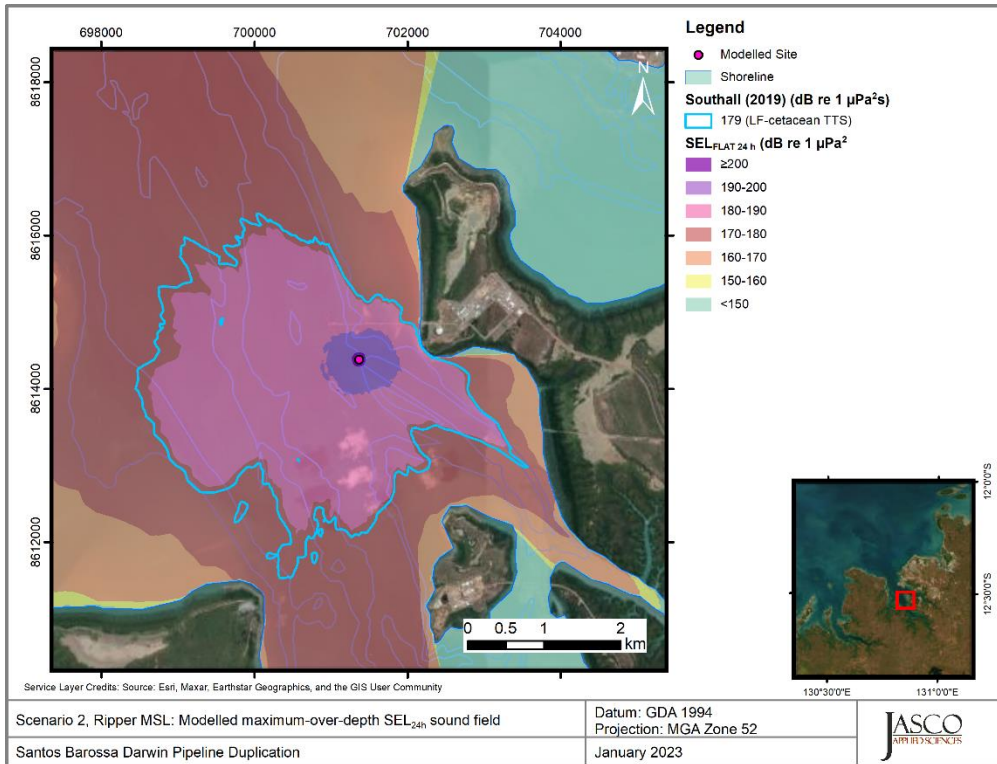 698000 700000 702000 704000
8618000
8616000
8614000
8612000
N
0 0.5 1 2
km
Service Layer Credits: Source: Esri, Maxar, Earthstar Geographics, and the GIS User Community
Legend
Modelled Site
Shoreline
Southall (2019) (dB re 1 µPa²s)
179 (LF-cetacean TTS)
SELFLAT 24 h (dB re 1 µPa²
≥200
190-200
180-190
170-180
160-170
150-160
<150
12°0'0"S
12°30'0"S
130°30'0"E 131°0'0"E
Scenario 2, Ripper MSL: Modelled maximum-over-depth SEL24h sound field
Datum: GDA 1994
Projection: MGA Zone 52
Santos Barossa Darwin Pipeline Duplication
January 2023
JASCO
APPLIED SCIENCES